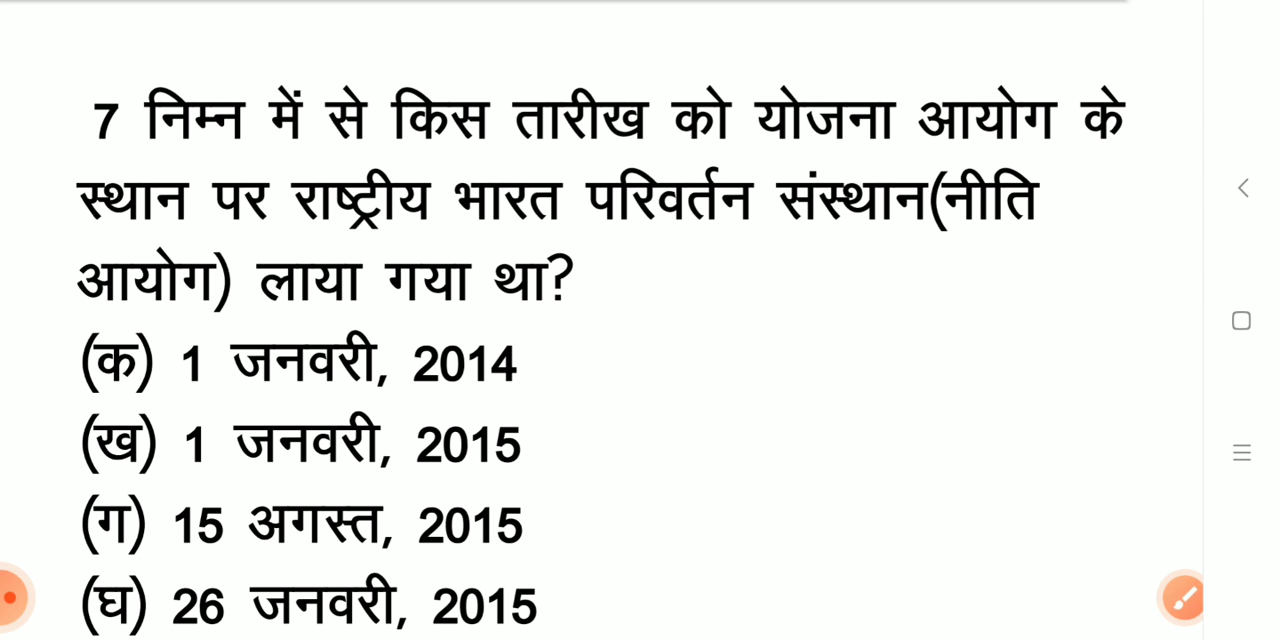 7 निम्न में से किस तारीख को योजना आयोग के
स्थान पर राष्ट्रीय भारत परिवर्तन संस्थान(नीति
आयोग) लाया गया था?
(क) 1 जनवरी, 2014
(ख) 1 जनवरी, 2015
(ग) 15 अगस्त, 2015
(घ) 26 जनवरी, 2015